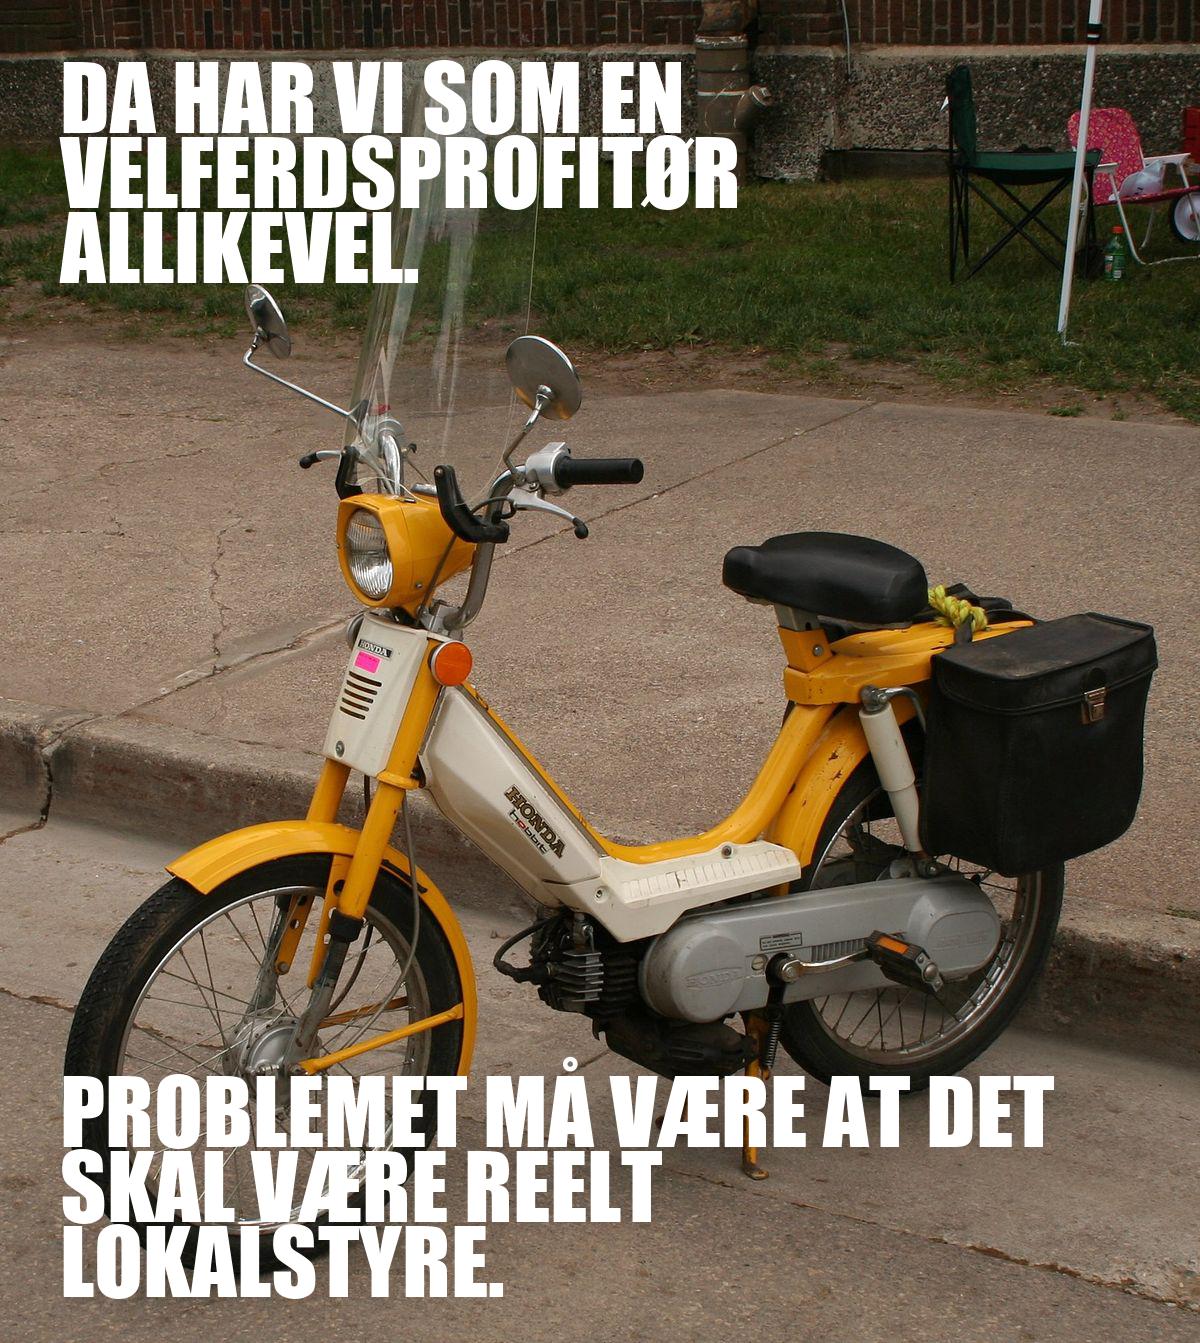 DA HAR VI SOM EN
VELFERDSPROFITØR
ALLIKEVEL.
HONDA
HONDA
hobbit
HONDA
PROBLEMET MÅ VÆRE AT DET
SKAL VÆRE REELT
LOKALSTYRE.